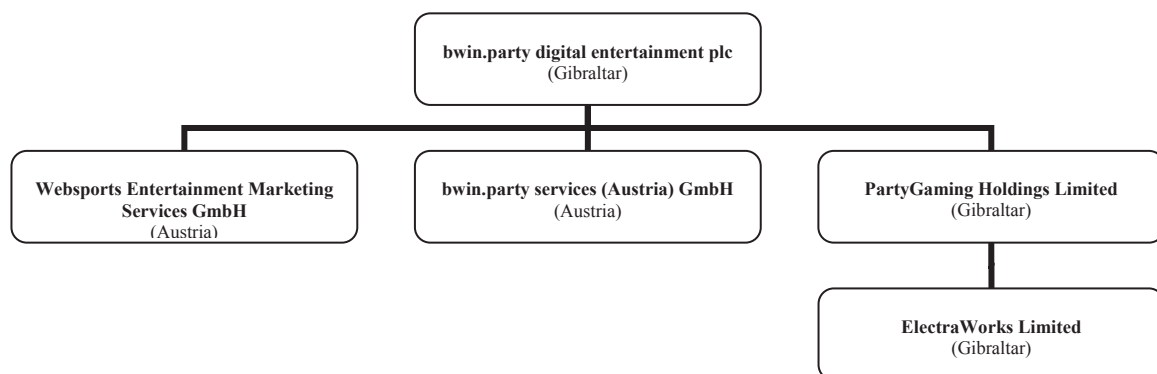 bwin.party digital entertainment plc
(Gibraltar)
Websports Entertainment Marketing
Services GmbH
(Austria)
bwin.party services (Austria) GmbH
(Austria)
PartyGaming Holdings Limited
(Gibraltar)
ElectraWorks Limited
(Gibraltar)